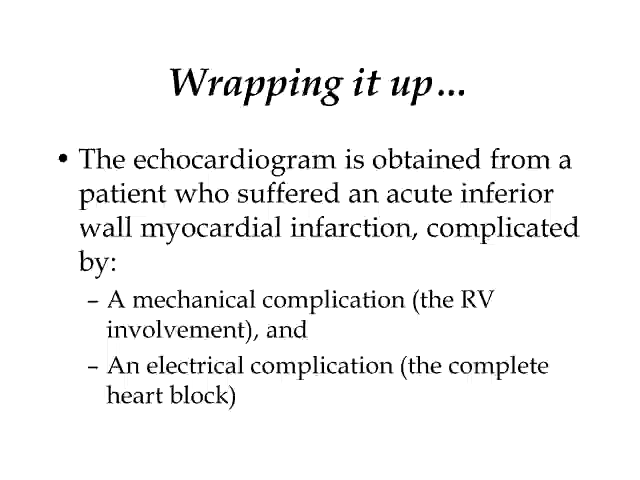 Wrapping it up…
• The echocardiogram is obtained from a
patient who suffered an acute inferior
wall myocardial infarction, complicated
by:
– A mechanical complication (the RV
involvement), and
– An electrical complication (the complete
heart block)